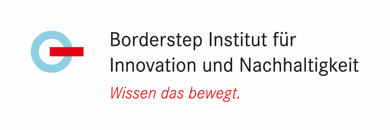 Borderstep Institut für
Innovation und Nachhaltigkeit
Wissen das bewegt.